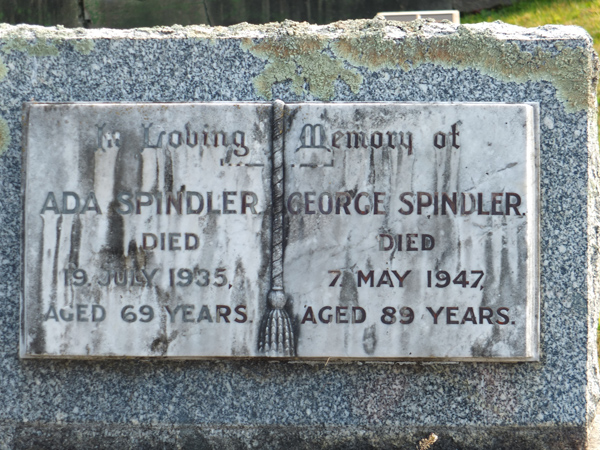 In Loving Memory of
ADA SPINDLER
DIED
19. JULY 1935,
AGED 69 YEARS.
GEORGE SPINDLER.
DIED
7. MAY 1947,
AGED 89 YEARS.